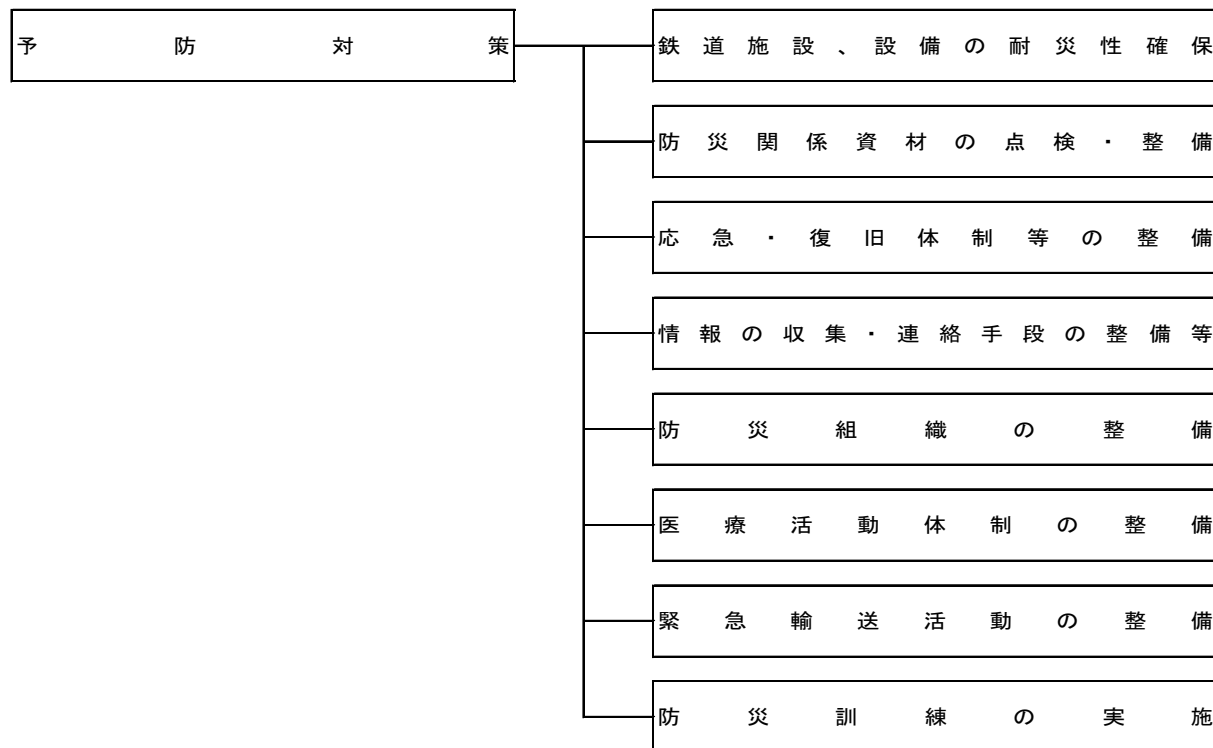 予防対策
鉄道施設、設備の耐災性確保
防災関係資材の点検・整備
応急・復旧体制等の整備
情報の収集・連絡手段の整備等
防災組織の整備
医療活動体制の整備
緊急輸送活動の整備
防災訓練の実施